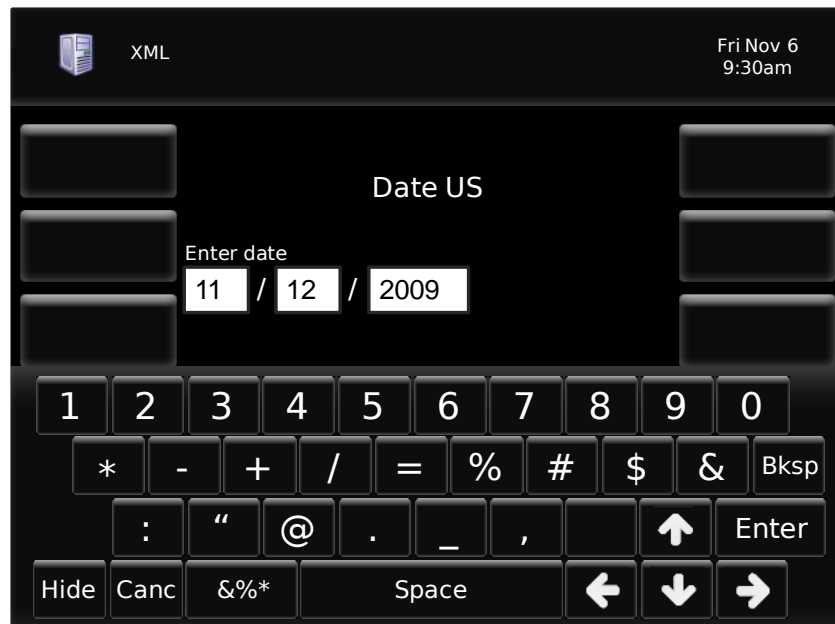 XML
Fri Nov 6
9:30am
Date US
Enter date
11 / 12 / 2009
1 2 3 4 5 6 7 8 9 0
* - + / = % # $ & Bksp
: “ @ . _ , Enter
Hide Canc &%* Space